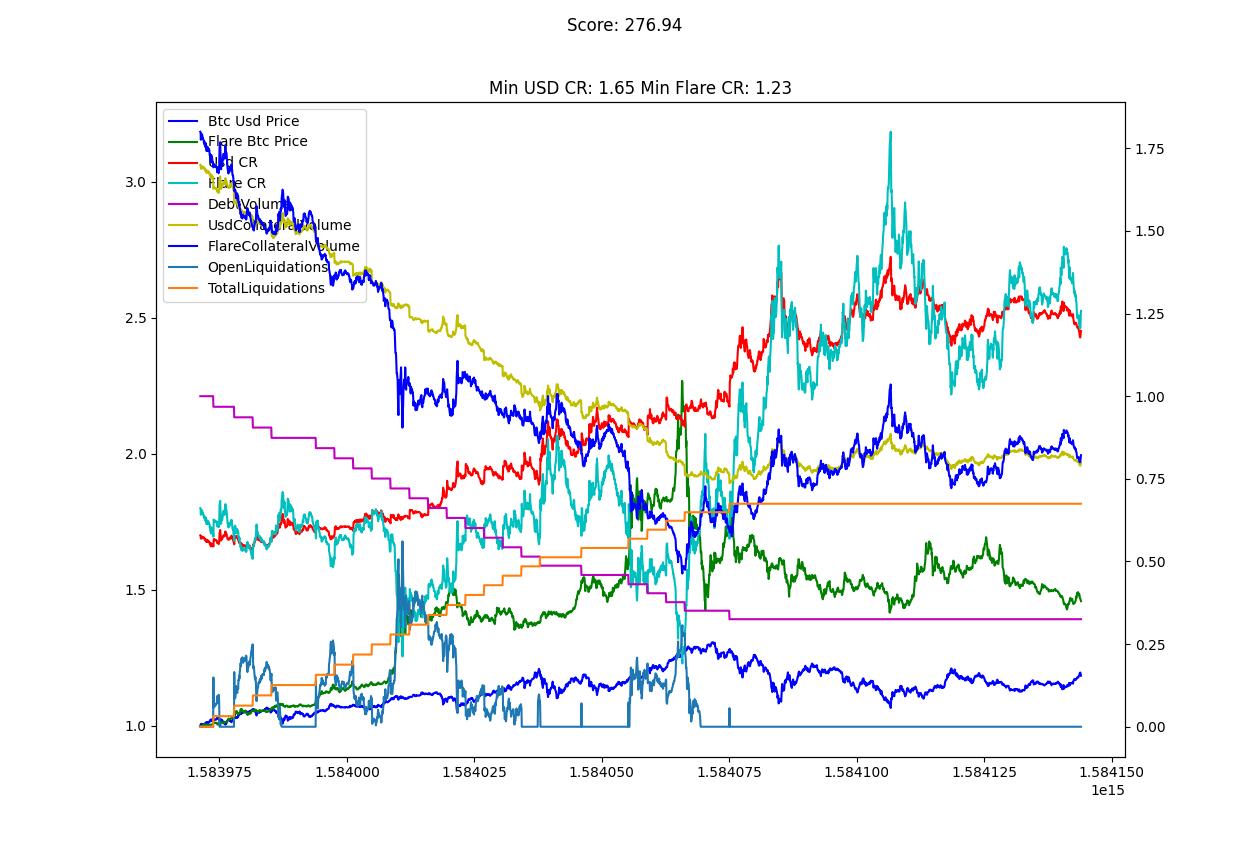 Score: 276.94
Min USD CR: 1.65 Min Flare CR: 1.23
Btc Usd Price
Flare Btc Price
Usd CR
Flare CR
DebtVolume
UsdCollateralVolume
FlareCollateralVolume
OpenLiquidations
TotalLiquidations
3.0
2.5
2.0
1.5
1.0
1.75
1.50
1.25
1.00
0.75
0.50
0.25
0.00
1.583975 1.584000 1.584025 1.584050 1.584075 1.584100 1.584125 1.584150
1e15